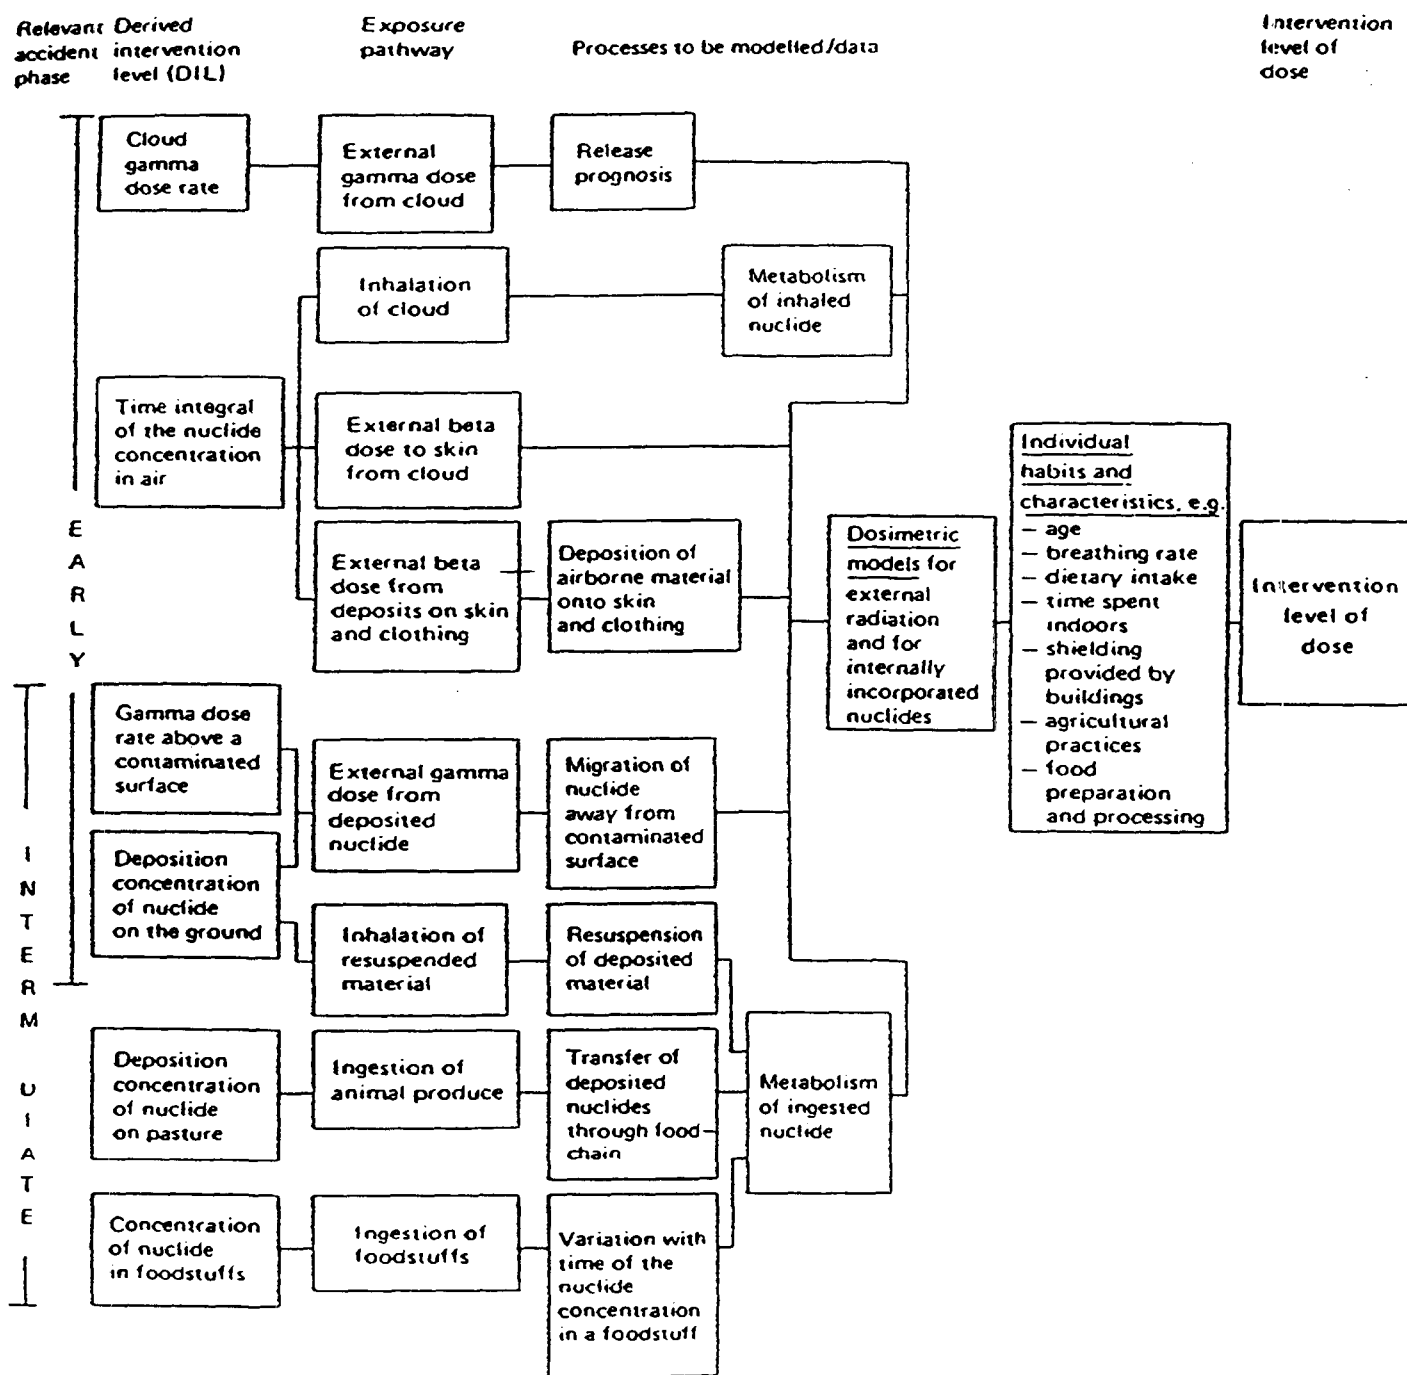 Relevant accident phase
Derived intervention level (DIL)
Exposure pathway
Processes to be modelled/data
Intervention level of dose
Cloud
gamma
dose rate
External
gamma dose
from cloud
Release
prognosis
Inhalation
of cloud
Metabolism
of inhaled
nuclide
Time integral
of the nuclide
concentration
in air
External beta
dose to skin
from cloud
External beta
dose from
deposits on skin
and clothing
Deposition of
airborne material
onto skin
and clothing
Dosimetric
models for
external
radiation
and for
internally
incorporated
nuclides
Individual
habits and
characteristics, e.g.
– age
– breathing rate
– dietary intake
– time spent
indoors
– shielding
provided by
buildings
– agricultural
practices
– food
preparation
and processing
Intervention
level of
dose
E
A
R
L
Y
Gamma dose
rate above a
contaminated
surface
External gamma
dose from
deposited
nuclide
Migration of
nuclide
away from
contaminated
surface
Deposition
concentration
of nuclide
on the ground
Inhalation of
resuspended
material
Resuspension
of deposited
material
Deposition
concentration
of nuclide
on pasture
Ingestion of
animal produce
Transfer of
deposited
nuclides
through food
chain
Metabolism
of ingested
nuclide
Concentration
of nuclide
in foodstuffs
Ingestion of
foodstuffs
Variation with
time of the
nuclide
concentration
in a foodstuff
I
N
T
E
R
M
D
I
A
T
E